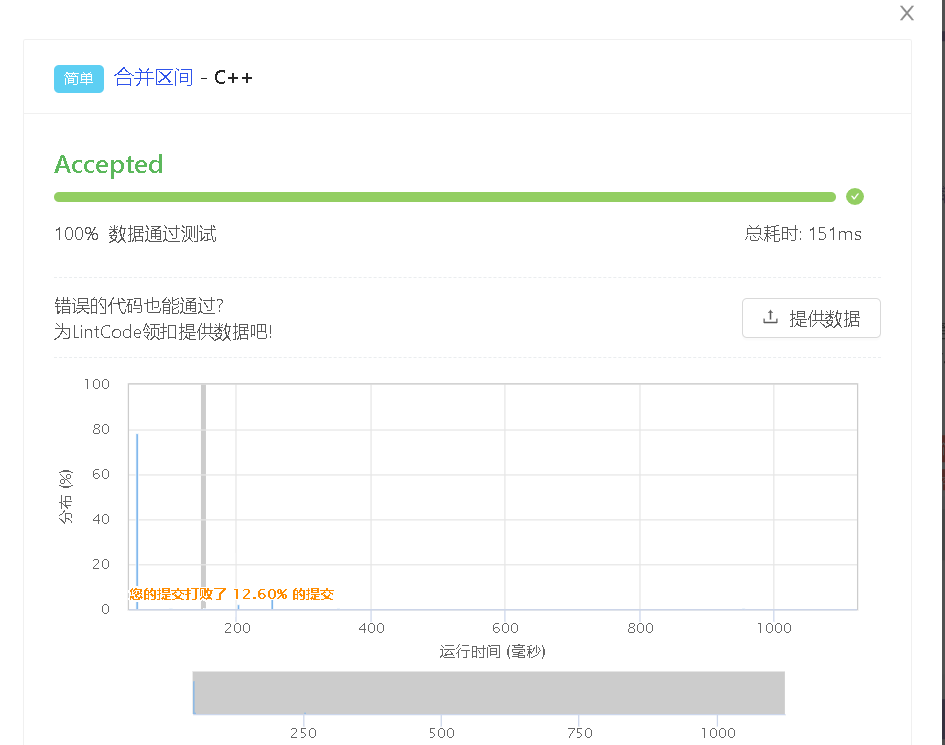 X
简单 合并区间 - C++
Accepted
100% 数据通过测试 总耗时: 151ms
错误的代码也能通过?
为LintCode领扣提供数据吧!
提供数据
100
80
60
40
20
0
分布 (%)
您的提交打败了 12.60% 的提交
200 400 600 800 1000
运行时间 (毫秒)
250 500 750 1000